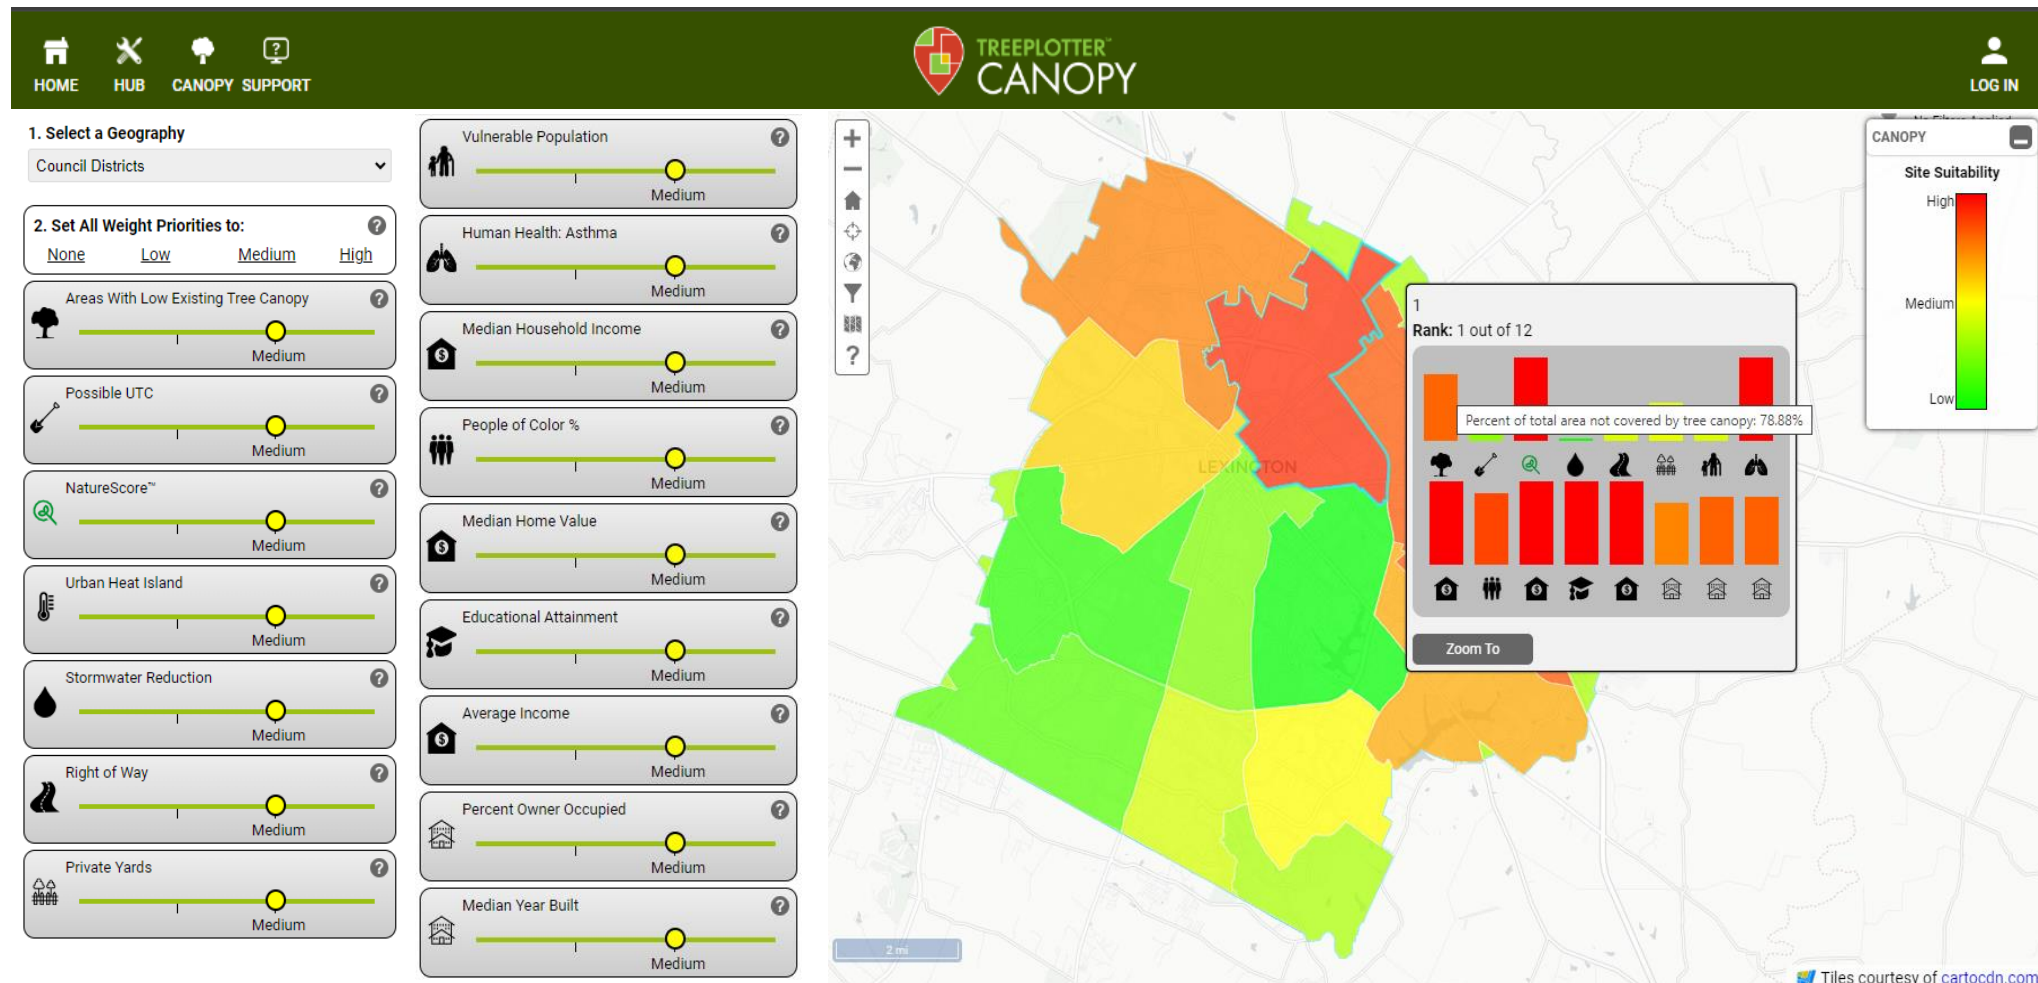 HOME
HUB
CANOPY
SUPPORT
TREEPLOTTER™
CANOPY
LOG IN
1. Select a Geography
Council Districts
2. Set All Weight Priorities to:
None Low Medium High
Areas With Low Existing Tree Canopy
Medium
Possible UTC
Medium
NatureScore™
Medium
Urban Heat Island
Medium
Stormwater Reduction
Medium
Right of Way
Medium
Private Yards
Medium
Vulnerable Population
Medium
Human Health: Asthma
Medium
Median Household Income
Medium
People of Color %
Medium
Median Home Value
Medium
Educational Attainment
Medium
Average Income
Medium
Percent Owner Occupied
Medium
Median Year Built
Medium
No Filters Applied
CANOPY
Site Suitability
High
Medium
Low
1
Rank: 1 out of 12
Percent of total area not covered by tree canopy: 78.88%
Zoom To
LEXINGTON
2 mi
Tiles courtesy of cartocdn.com